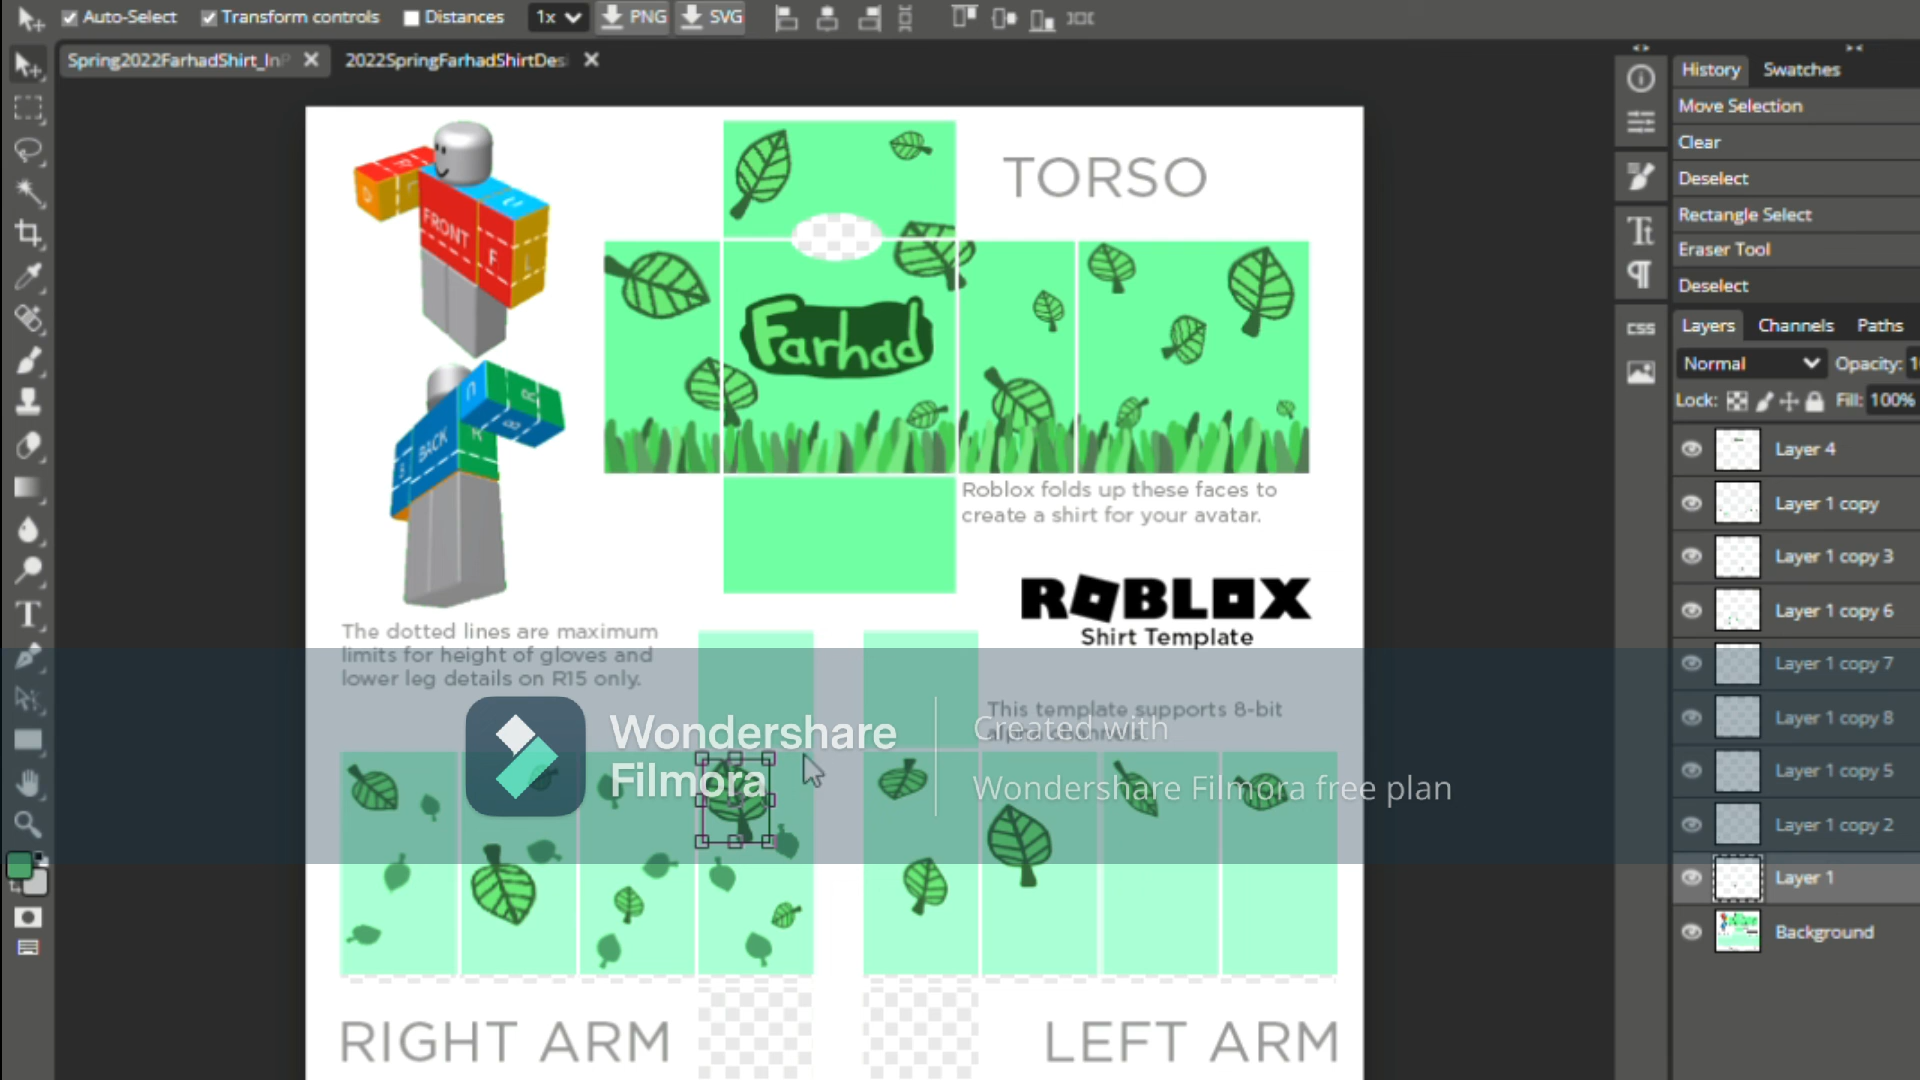 Auto-Select Transform controls Distances 1x PNG SVG
Spring2022FarhadShirt_InP 2022SpringFarhadShirtDes
History Swatches
Move Selection
Clear
Deselect
Rectangle Select
Eraser Tool
Deselect
CSS
Layers Channels Paths
Normal Opacity:
Lock: Fill: 100%
Layer 4
Layer 1 copy
Layer 1 copy 3
Layer 1 copy 6
Layer 1 copy 7
Layer 1 copy 8
Layer 1 copy 5
Layer 1 copy 2
Layer 1
Background
TORSO
FRONT F L
BACK R
Farhad
Roblox folds up these faces to
create a shirt for your avatar.
ROBLOX
Shirt Template
The dotted lines are maximum
limits for height of gloves and
lower leg details on R15 only.
This template supports 8-bit
Wondershare
Filmora
Created with
Wondershare Filmora free plan
RIGHT ARM
LEFT ARM